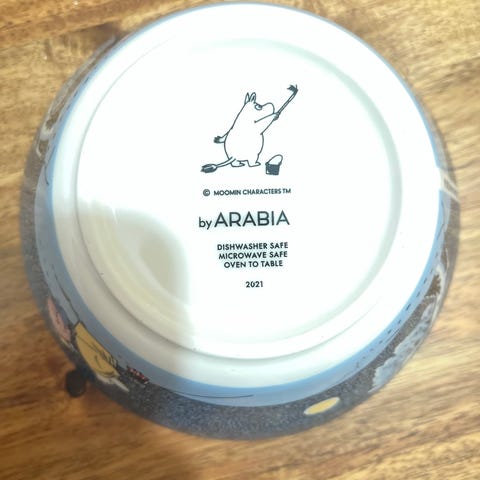 © MOOMIN CHARACTERS™
by ARABIA
DISHWASHER SAFE
MICROWAVE SAFE
OVEN TO TABLE
2021